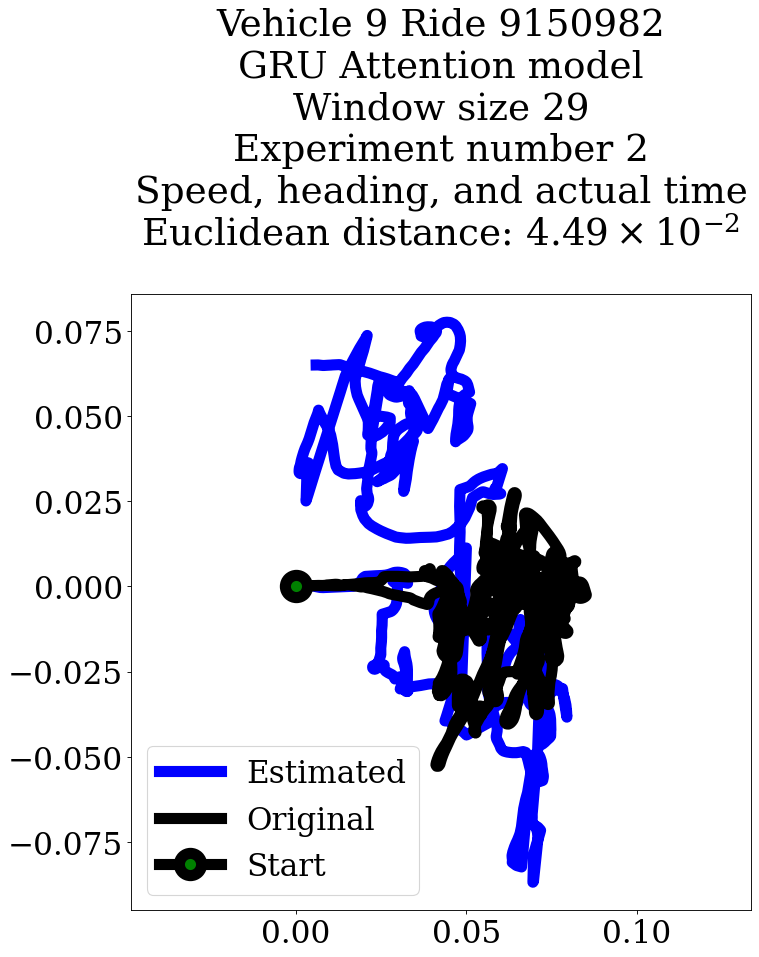 Vehicle 9 Ride 9150982
GRU Attention model
Window size 29
Experiment number 2
Speed, heading, and actual time
Euclidean distance: 4.49 × 10⁻²
0.075
0.050
0.025
0.000
−0.025
−0.050
−0.075
Estimated
Original
Start
0.00 0.05 0.10